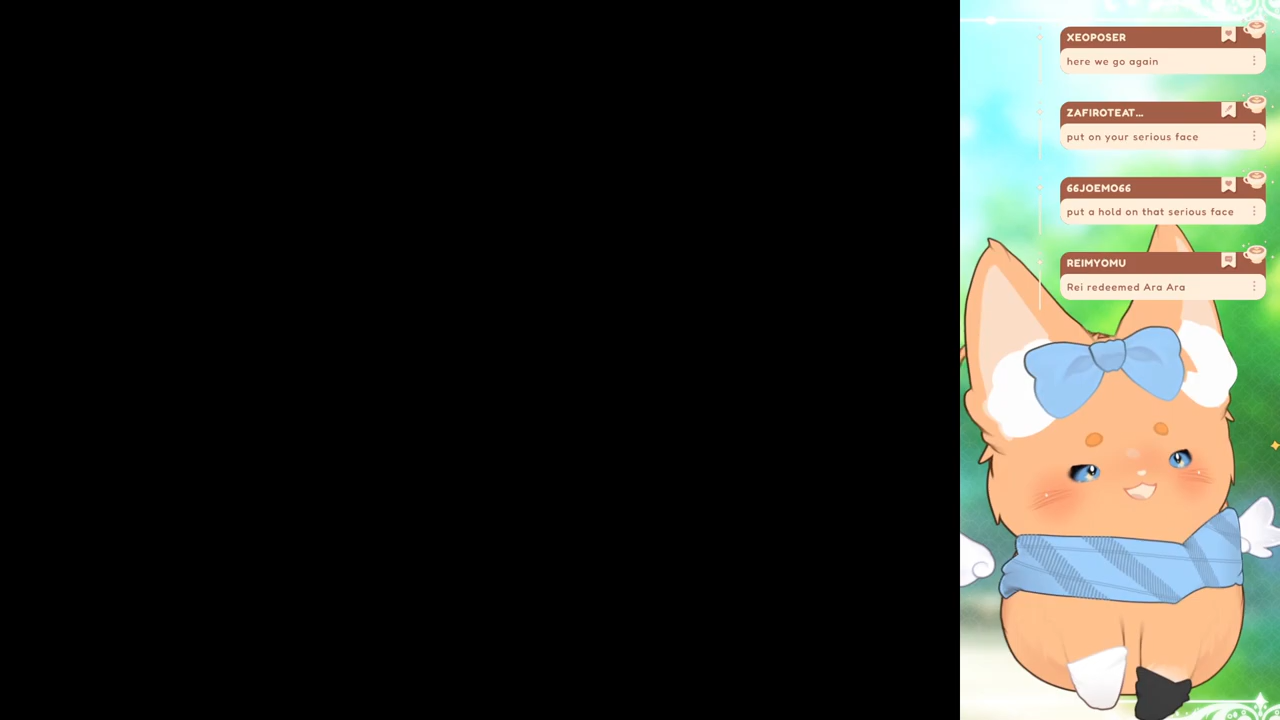 XEOPOSER
here we go again
ZAFIROTEAT...
put on your serious face
66JOEMO66
put a hold on that serious face
REIMYOMU
Rei redeemed Ara Ara